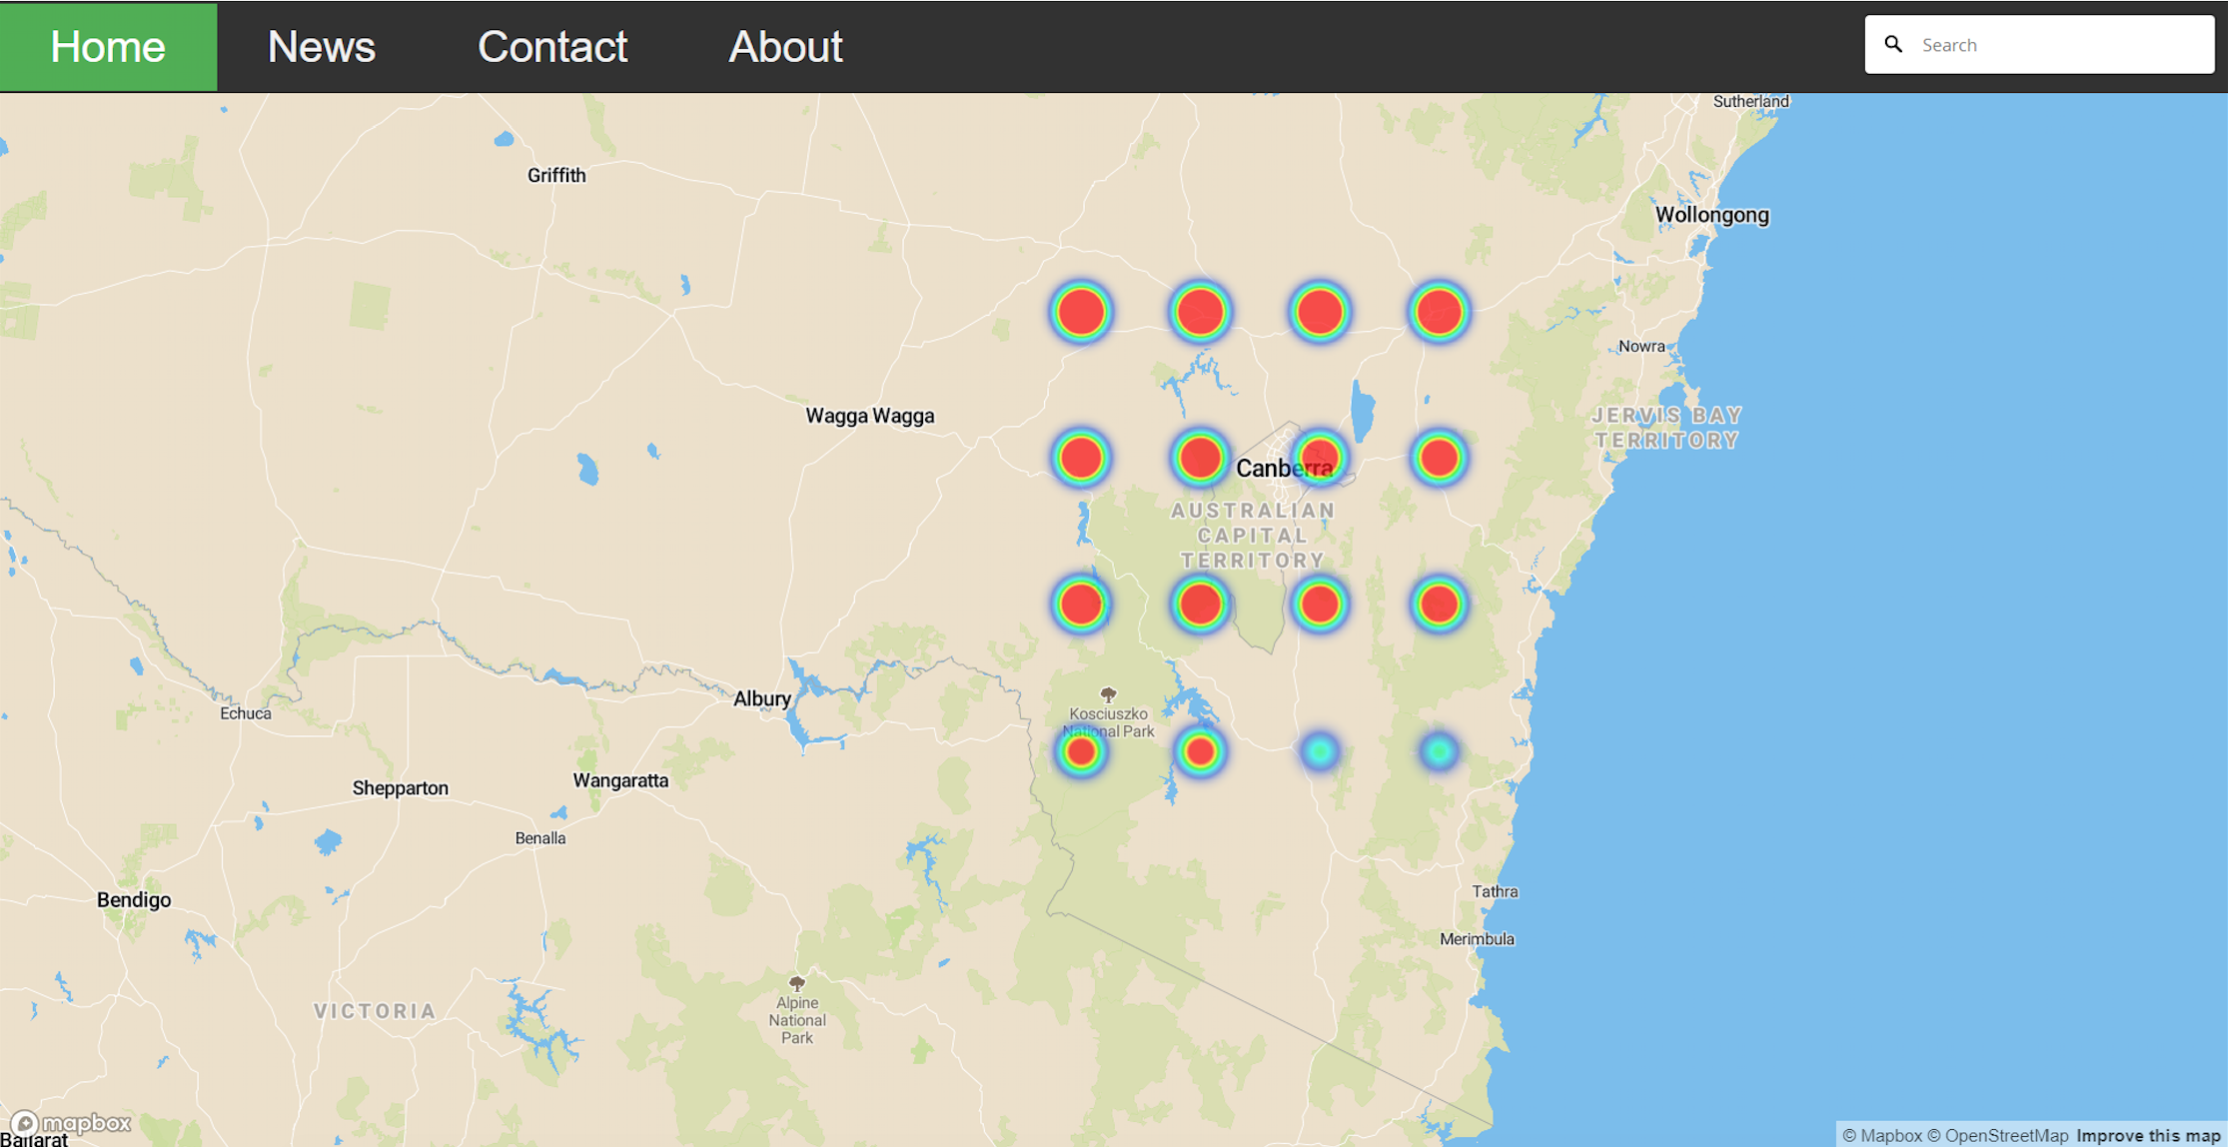 Home News Contact About
Search
Sutherland
Griffith
Wollongong
Nowra
Wagga Wagga
JERVIS BAY
TERRITORY
Canberra
AUSTRALIAN
CAPITAL
TERRITORY
Albury
Echuca
Kosciuszko
National Park
Wangaratta
Shepparton
Benalla
Tathra
Bendigo
Merimbula
Alpine
National
Park
VICTORIA
mapbox
Ballarat
© Mapbox © OpenStreetMap Improve this map